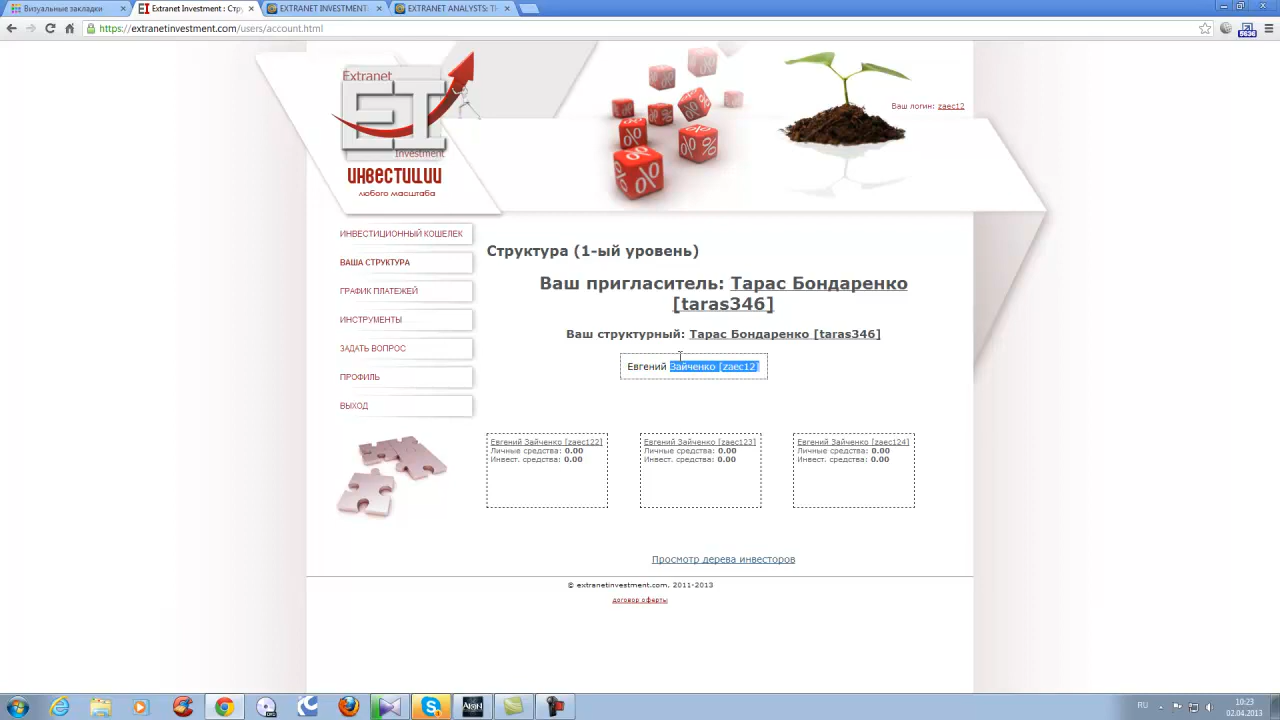 Визуальные закладки
Extranet Investment : Стру
EXTRANET INVESTMENT:
EXTRANET ANALYSTS: Th
https://extranetinvestment.com/users/account.html
5636
Extranet
EI
Investment
ИНВЕСТИЦИИ
любого масштаба
Ваш логин: zaec12
ИНВЕСТИЦИОННЫЙ КОШЕЛЕК
ВАША СТРУКТУРА
ГРАФИК ПЛАТЕЖЕЙ
ИНСТРУМЕНТЫ
ЗАДАТЬ ВОПРОС
ПРОФИЛЬ
ВЫХОД
Структура (1-ый уровень)
Ваш пригласитель: Тарас Бондаренко
[taras346]
Ваш структурный: Тарас Бондаренко [taras346]
Евгений Зайченко [zaec12]
Евгений Зайченко [zaec122]
Личные средства: 0.00
Инвест. средства: 0.00
Евгений Зайченко [zaec123]
Личные средства: 0.00
Инвест. средства: 0.00
Евгений Зайченко [zaec124]
Личные средства: 0.00
Инвест. средства: 0.00
Просмотр дерева инвесторов
© extranetinvestment.com, 2011-2013
договор оферты
AION
RU
10:23
02.04.2013